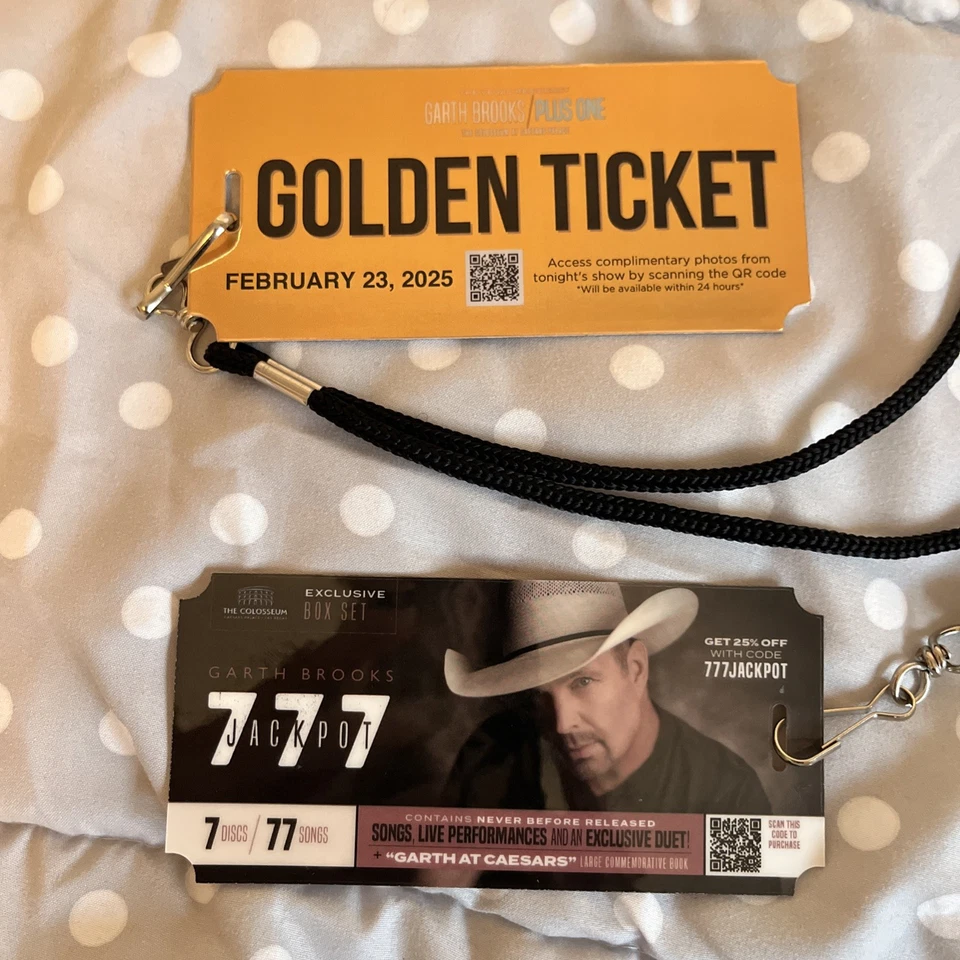 GARTH BROOKS/PLUS ONE
GOLDEN TICKET
FEBRUARY 23, 2025
Access complimentary photos from
tonight's show by scanning the QR code
*Will be available within 24 hours*
THE COLOSSEUM
EXCLUSIVE
BOX SET
GARTH BROOKS
777
JACKPOT
GET 25% OFF
WITH CODE
777JACKPOT
7 DISCS / 77 SONGS
CONTAINS NEVER BEFORE RELEASED
SONGS, LIVE PERFORMANCES AND AN EXCLUSIVE DUET!
+ “GARTH AT CAESARS” LARGE COMMEMORATIVE BOOK
SCAN THIS
CODE TO
PURCHASE